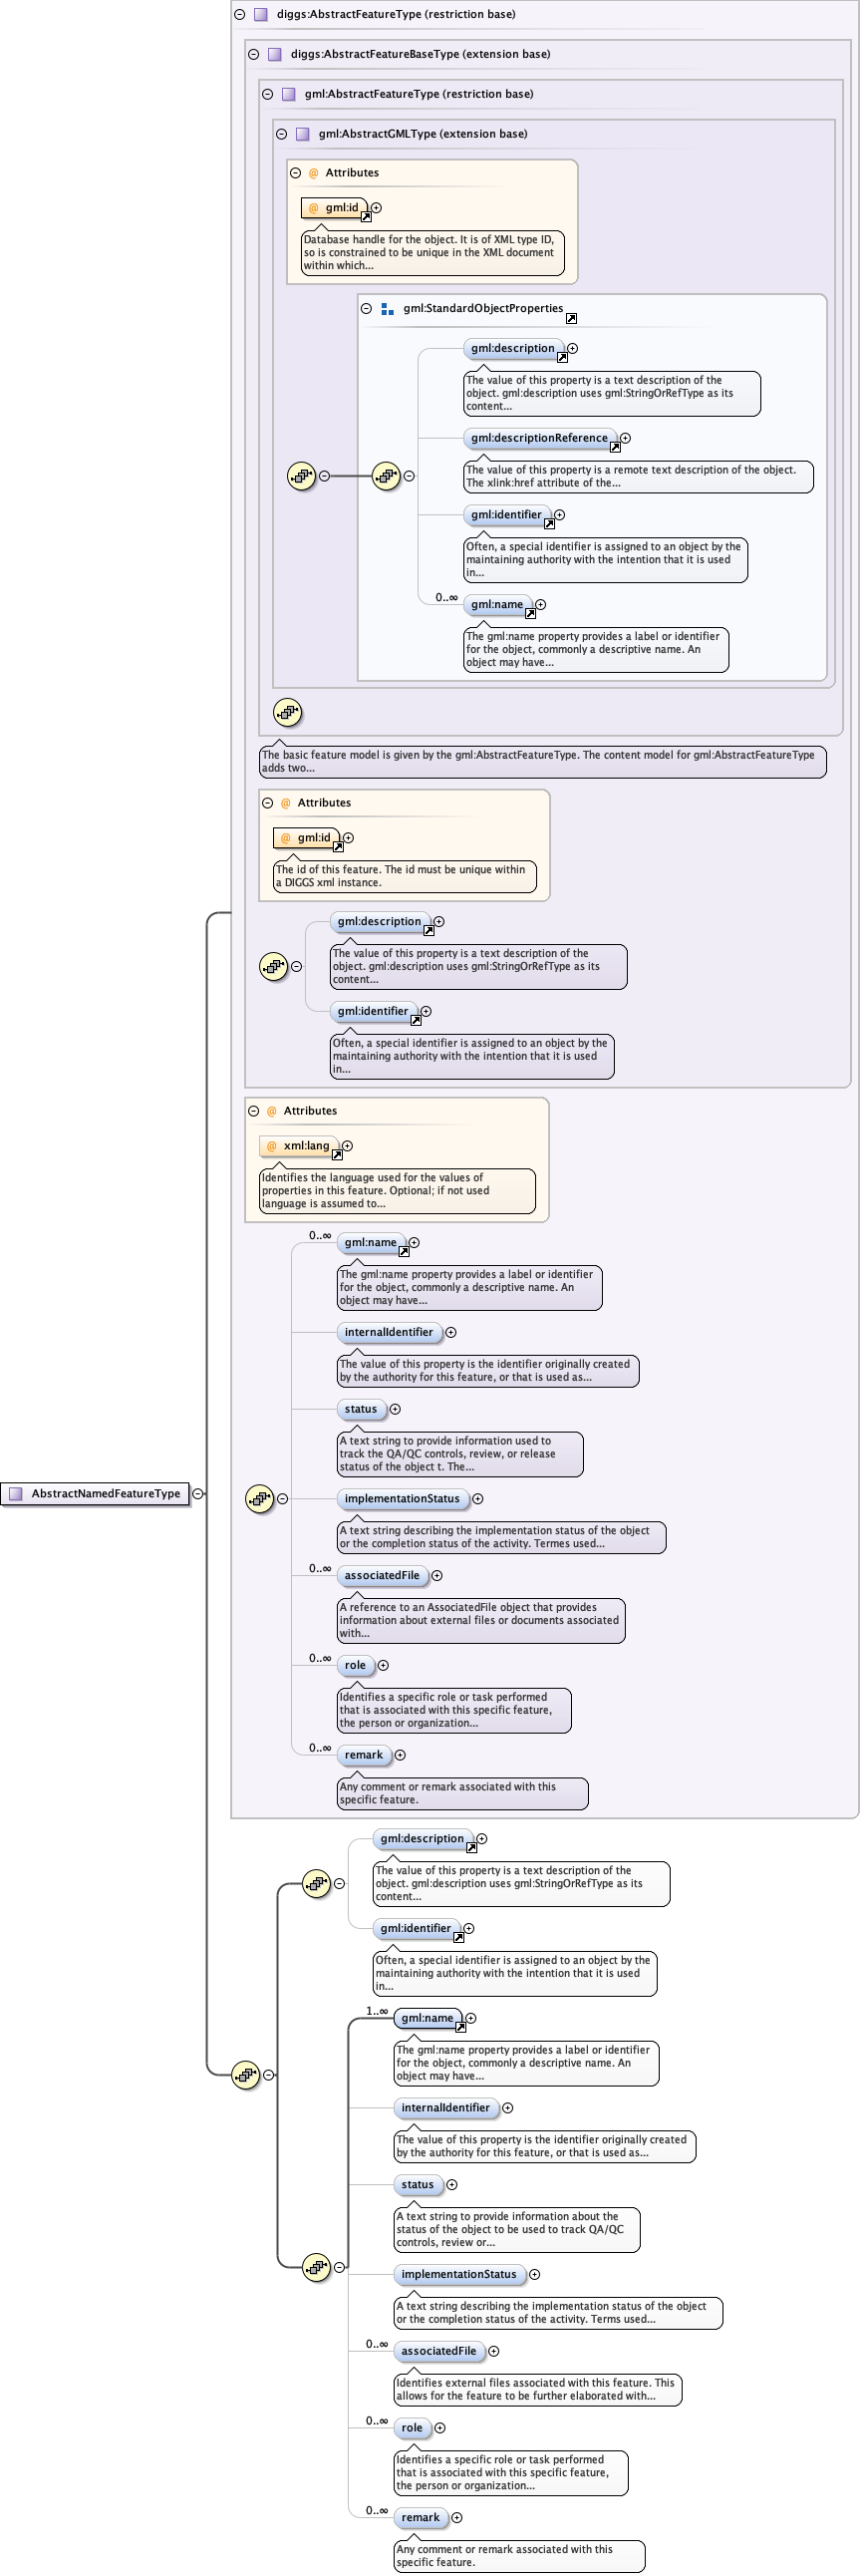 diggs:AbstractFeatureType (restriction base)
diggs:AbstractFeatureBaseType (extension base)
gml:AbstractFeatureType (restriction base)
gml:AbstractGMLType (extension base)
@ Attributes
@ gml:id
Database handle for the object. It is of XML type ID,
so is constrained to be unique in the XML document
within which...
gml:StandardObjectProperties
gml:description
The value of this property is a text description of the
object. gml:description uses gml:StringOrRefType as its
content...
gml:descriptionReference
The value of this property is a remote text description of the object.
The xlink:href attribute of the...
gml:identifier
Often, a special identifier is assigned to an object by the
maintaining authority with the intention that it is used
in...
0..∞
gml:name
The gml:name property provides a label or identifier
for the object, commonly a descriptive name. An
object may have...
The basic feature model is given by the gml:AbstractFeatureType. The content model for gml:AbstractFeatureType
adds two...
@ Attributes
@ gml:id
The id of this feature. The id must be unique within
a DIGGS xml instance.
gml:description
The value of this property is a text description of the
object. gml:description uses gml:StringOrRefType as its
content...
gml:identifier
Often, a special identifier is assigned to an object by the
maintaining authority with the intention that it is used
in...
@ Attributes
@ xml:lang
Identifies the language used for the values of
properties in this feature. Optional; if not used
language is assumed to...
0..∞
gml:name
The gml:name property provides a label or identifier
for the object, commonly a descriptive name. An
object may have...
internalIdentifier
The value of this property is the identifier originally created
by the authority for this feature, or that is used as...
status
A text string to provide information used to
track the QA/QC controls, review, or release
status of the object t. The...
AbstractNamedFeatureType
implementationStatus
A text string describing the implementation status of the object
or the completion status of the activity. Termes used...
0..∞
associatedFile
A reference to an AssociatedFile object that provides
information about external files or documents associated
with...
0..∞
role
Identifies a specific role or task performed
that is associated with this specific feature,
the person or organization...
0..∞
remark
Any comment or remark associated with this
specific feature.
gml:description
The value of this property is a text description of the
object. gml:description uses gml:StringOrRefType as its
content...
gml:identifier
Often, a special identifier is assigned to an object by the
maintaining authority with the intention that it is used
in...
1..∞
gml:name
The gml:name property provides a label or identifier
for the object, commonly a descriptive name. An
object may have...
internalIdentifier
The value of this property is the identifier originally created
by the authority for this feature, or that is used as...
status
A text string to provide information about the
status of the object to be used to track QA/QC
controls, review or...
implementationStatus
A text string describing the implementation status of the object
or the completion status of the activity. Terms used...
0..∞
associatedFile
Identifies external files associated with this feature. This
allows for the feature to be further elaborated with...
0..∞
role
Identifies a specific role or task performed
that is associated with this specific feature,
the person or organization...
0..∞
remark
Any comment or remark associated with this
specific feature.